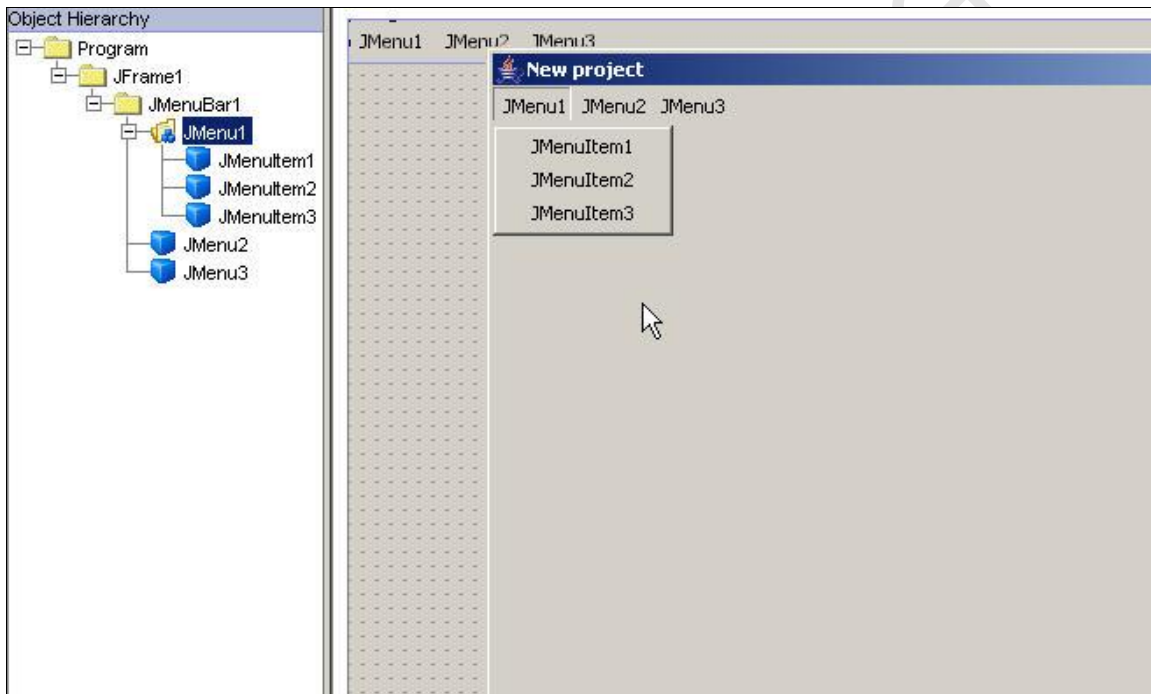 Object Hierarchy
Program
JFrame1
JMenuBar1
JMenu1
JMenuItem1
JMenuItem2
JMenuItem3
JMenu2
JMenu3
JMenu1 JMenu2 JMenu3
New project
JMenu1 JMenu2 JMenu3
JMenuItem1
JMenuItem2
JMenuItem3